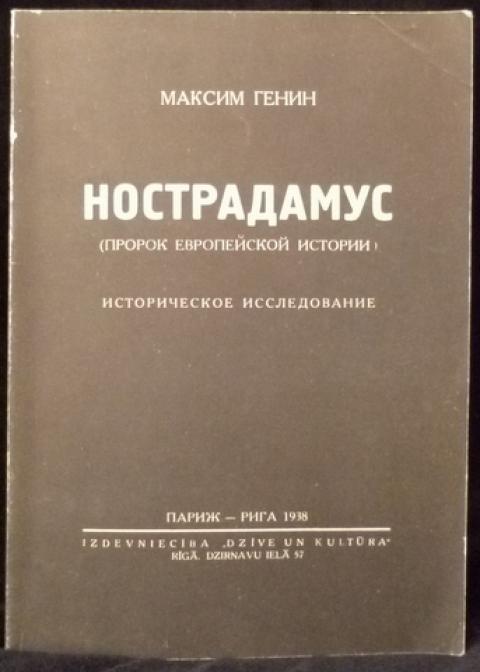 МАКСИМ ГЕНИН
НОСТРАДАМУС
(ПРОРОК ЕВРОПЕЙСКОЙ ИСТОРИИ)
ИСТОРИЧЕСКОЕ ИССЛЕДОВАНИЕ
ПАРИЖ — РИГА 1938
IZDEVNIECĪBA „DZĪVE UN KULTŪRA"
RĪGĀ, DZIRNAVU IELĀ 57